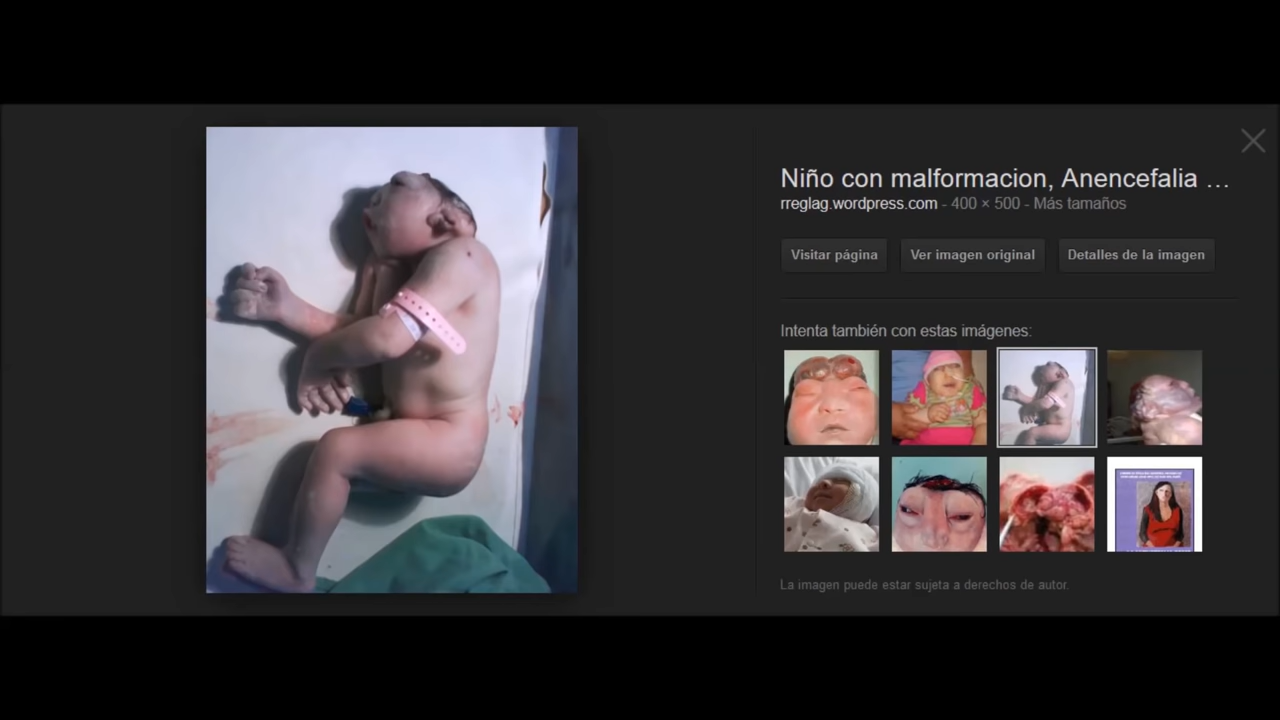 Niño con malformacion, Anencefalia ...
rreglag.wordpress.com - 400 × 500 - Más tamaños
Visitar página
Ver imagen original
Detalles de la imagen
Intenta también con estas imágenes:
La imagen puede estar sujeta a derechos de autor.